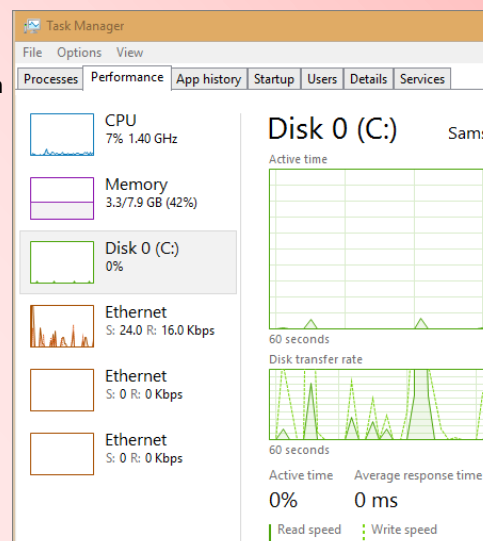 Task Manager
File Options View
Processes Performance App history Startup Users Details Services
CPU
7% 1.40 GHz
Memory
3.3/7.9 GB (42%)
Disk 0 (C:)
0%
Ethernet
S: 24.0 R: 16.0 Kbps
Ethernet
S: 0 R: 0 Kbps
Ethernet
S: 0 R: 0 Kbps
Disk 0 (C:)
Active time
60 seconds
Disk transfer rate
60 seconds
Active time Average response time
0% 0 ms
Read speed Write speed